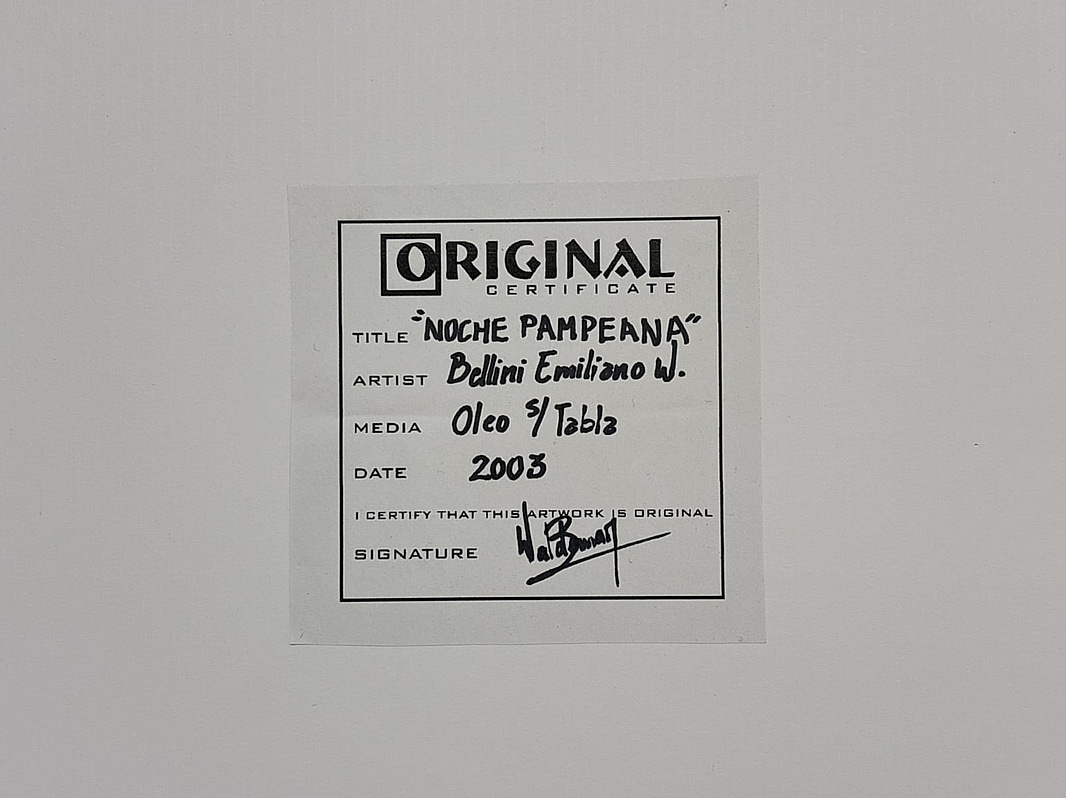 ORIGINAL
CERTIFICATE
TITLE "NOCHE PAMPEANA"
ARTIST Bellini Emiliano W.
MEDIA Oleo s/ Tabla
DATE 2003
I CERTIFY THAT THIS ARTWORK IS ORIGINAL
SIGNATURE